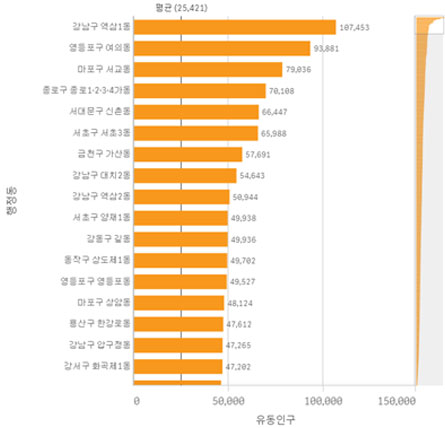 평균 (25,421)
강남구 역삼1동 107,453
영등포구 여의동 93,881
마포구 서교동 79,036
종로구 종로1·2·3·4가동 70,108
서대문구 신촌동 66,447
서초구 서초3동 65,988
금천구 가산동 57,691
강남구 대치2동 54,643
강남구 역삼2동 50,944
서초구 양재1동 49,938
강동구 길동 49,936
동작구 상도제1동 49,702
영등포구 영등포동 49,527
마포구 상암동 48,124
용산구 한강로동 47,612
강남구 압구정동 47,265
강서구 화곡제1동 47,202
행정동
0 50,000 100,000 150,000
유동인구